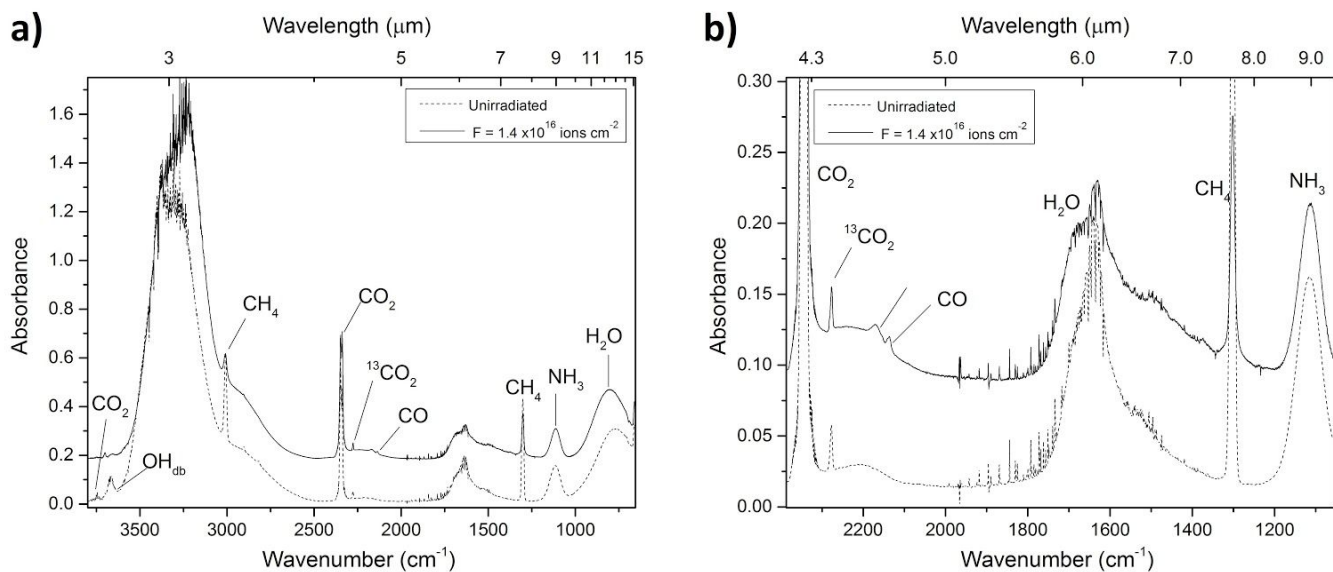 a)
Wavelength (µm)
3 5 7 9 11 15
Unirradiated
F = 1.4 x10¹⁶ ions cm⁻²
1.6
1.4
1.2
1.0
0.8
0.6
0.4
0.2
0.0
Absorbance
CO₂
OH_db
CH₄
CO₂
¹³CO₂
CO
CH₄
NH₃
H₂O
3500 3000 2500 2000 1500 1000
Wavenumber (cm⁻¹)
b)
Wavelength (µm)
4.3 5.0 6.0 7.0 8.0 9.0
Unirradiated
F = 1.4 x10¹⁶ ions cm⁻²
0.30
0.25
0.20
0.15
0.10
0.05
0.00
Absorbance
CO₂
¹³CO₂
CO
H₂O
CH₄
NH₃
2200 2000 1800 1600 1400 1200
Wavenumber (cm⁻¹)